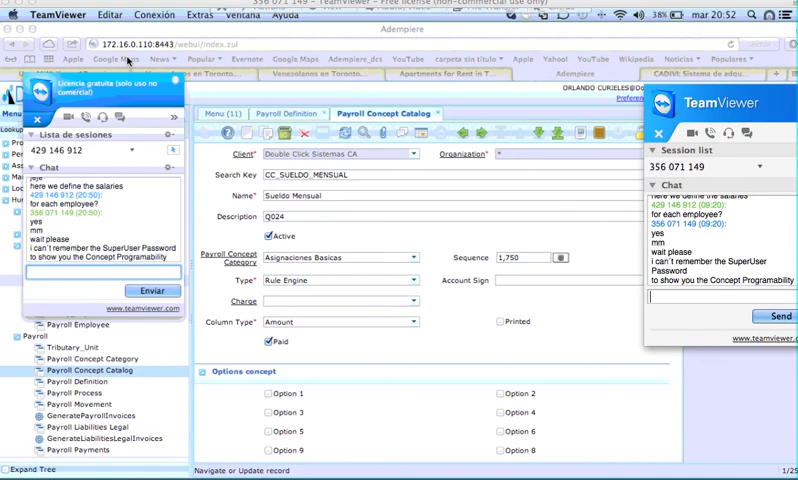 356 071 149 – TeamViewer – Free license (non-commercial use only)
TeamViewer Editar Conexión Extras Ventana Ayuda
38% mar 20:52
Adempiere
172.16.0.110:8443/webui/index.zul
Apple Google Maps News Popular Evernote Google Maps Adempiere_dcs YouTube carpeta sin título Apple Yahoo! YouTube Wikipedia Noticias Populares
en Toronto...
Venezolanos en Toronto...
Apartments for Rent in T...
Adempiere
CADIVI: Sistema de adqu...
ORLANDO CURIELES@Do
Preferen
Menu
Lookup
Licencia gratuita (solo uso no
comercial)
Lista de sesiones
429 146 912
Chat
jeje
here we define the salaries
429 146 912 (20:50):
for each employee?
356 071 149 (20:50):
yes
mm
wait please
i can´t remember the SuperUser Password
to show you the Concept Programability
Enviar
www.teamviewer.com
Payroll Employee
Payroll
Tributary_Unit
Payroll Concept Category
Payroll Concept Catalog
Payroll Definition
Payroll Process
Payroll Movement
GeneratePayrollInvoices
Payroll Liabilities Legal
GenerateLiabilitiesLegalInvoices
Payroll Payments
Expand Tree
Menu (11)
Payroll Definition
Payroll Concept Catalog
Client Double Click Sistemas CA
Organization *
Search Key CC_SUELDO_MENSUAL
Name Sueldo Mensual
Description Q024
Active
Payroll Concept
Category
Asignaciones Basicas
Sequence 1,750
Type Rule Engine
Account Sign
Charge
Column Type Amount
Printed
Paid
Options concept
Option 1
Option 2
Option 3
Option 4
Option 5
Option 6
Option 7
Option 8
Option 9
Navigate or Update record
1/25
TeamViewer
Session list
356 071 149
Chat
here we define the salaries
429 146 912 (09:20):
for each employee?
356 071 149 (09:20):
yes
mm
wait please
i can´t remember the SuperUser
Password
to show you the Concept Programability
Send
www.teamviewer.com